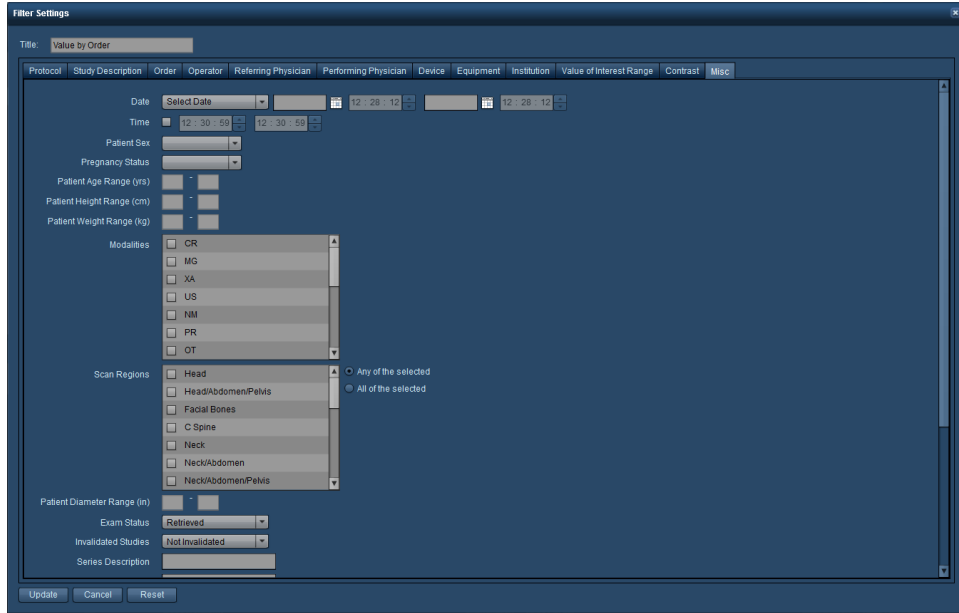 Filter Settings
Title: Value by Order
Protocol Study Description Order Operator Referring Physician Performing Physician Device Equipment Institution Value of Interest Range Contrast Misc
Date Select Date 12 : 28 : 12 12 : 28 : 12
Time 12 : 30 : 59 12 : 30 : 59
Patient Sex
Pregnancy Status
Patient Age Range (yrs) -
Patient Height Range (cm) -
Patient Weight Range (kg) -
Modalities CR
MG
XA
US
NM
PR
OT
Scan Regions Head Any of the selected
Head/Abdomen/Pelvis All of the selected
Facial Bones
C Spine
Neck
Neck/Abdomen
Neck/Abdomen/Pelvis
Patient Diameter Range (in) -
Exam Status Retrieved
Invalidated Studies Not Invalidated
Series Description
Update Cancel Reset